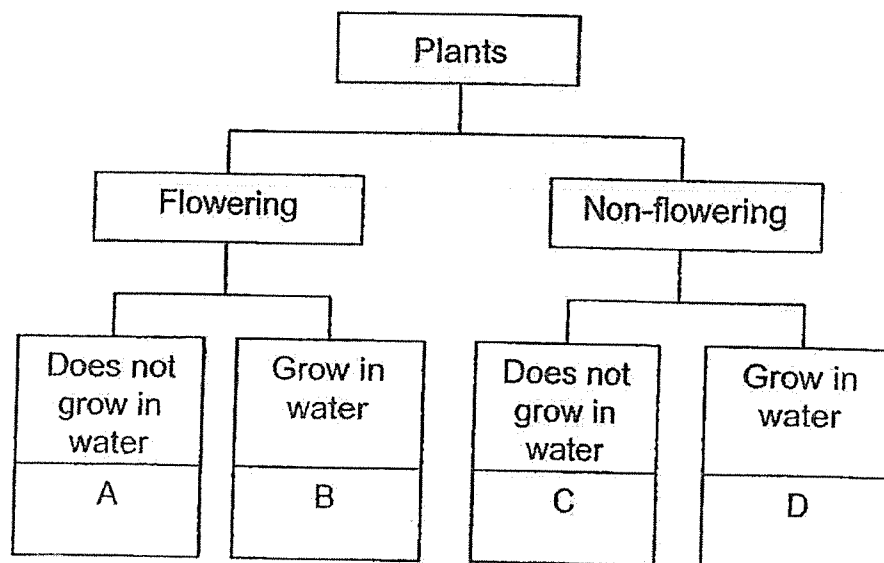 Plants
Flowering
Non-flowering
Does not
grow in
water
A
Grow in
water
B
Does not
grow in
water
C
Grow in
water
D